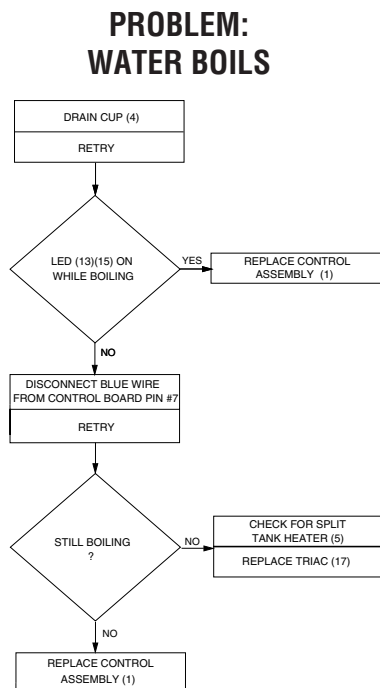 PROBLEM:
WATER BOILS
DRAIN CUP (4)
RETRY
LED (13)(15) ON
WHILE BOILING
YES
REPLACE CONTROL
ASSEMBLY (1)
NO
DISCONNECT BLUE WIRE
FROM CONTROL BOARD PIN #7
RETRY
STILL BOILING
?
NO
CHECK FOR SPLIT
TANK HEATER (5)
REPLACE TRIAC (17)
NO
REPLACE CONTROL
ASSEMBLY (1)